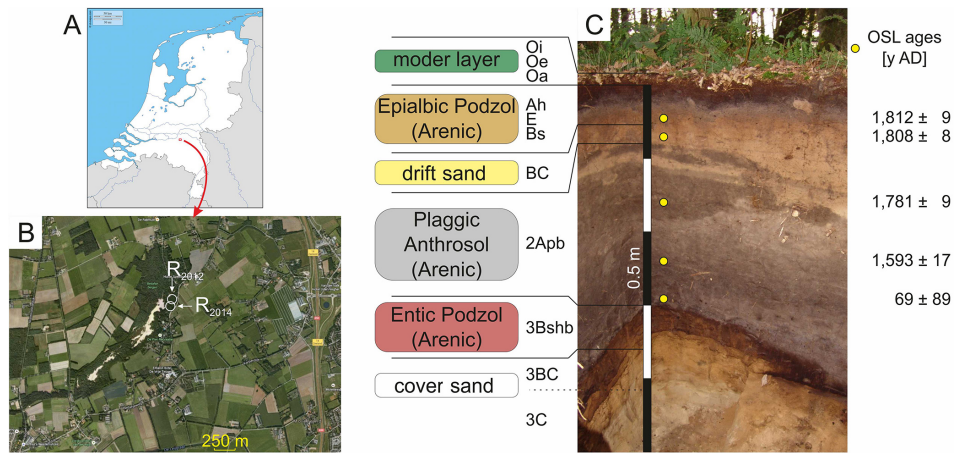 A
B
R2012
R2014
250 m
moder layer
Oi
Oe
Oa
Epialbic Podzol
(Arenic)
Ah
E
Bs
drift sand
BC
Plaggic
Anthrosol
(Arenic)
2Apb
Entic Podzol
(Arenic)
3Bshb
cover sand
3BC
3C
C
0.5 m
OSL ages
[y AD]
1,812 ± 9
1,808 ± 8
1,781 ± 9
1,593 ± 17
69 ± 89